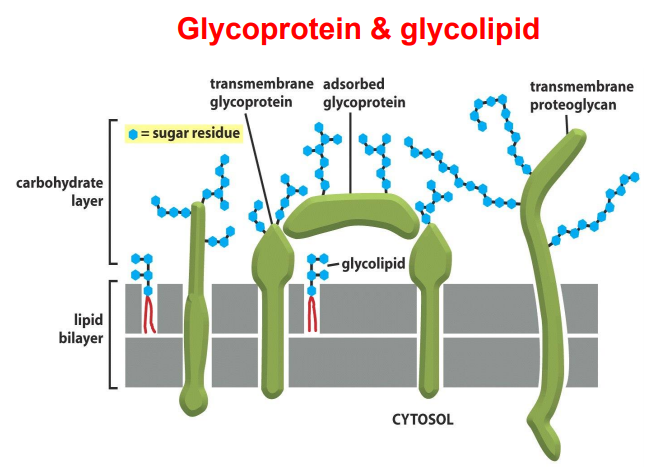 Glycoprotein & glycolipid
transmembrane
glycoprotein
adsorbed
glycoprotein
transmembrane
proteoglycan
= sugar residue
carbohydrate
layer
glycolipid
lipid
bilayer
CYTOSOL